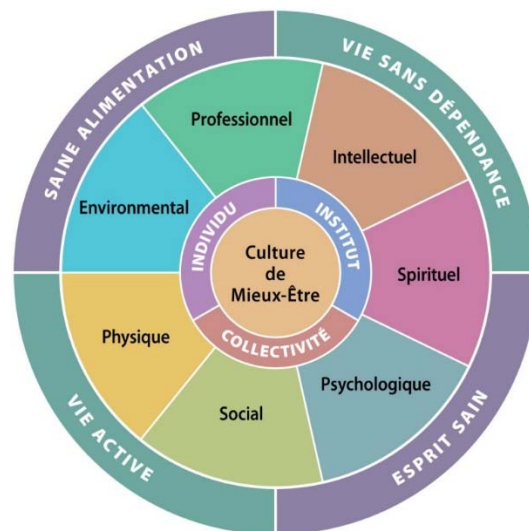 SAINE ALIMENTATION
VIE SANS DÉPENDANCE
Professionnel
Intellectuel
Environmental
INDIVIDU
INSTITUT
Culture
de
Mieux-Être
Spirituel
Physique
COLLECTIVITÉ
Psychologique
Social
VIE ACTIVE
ESPRIT SAIN